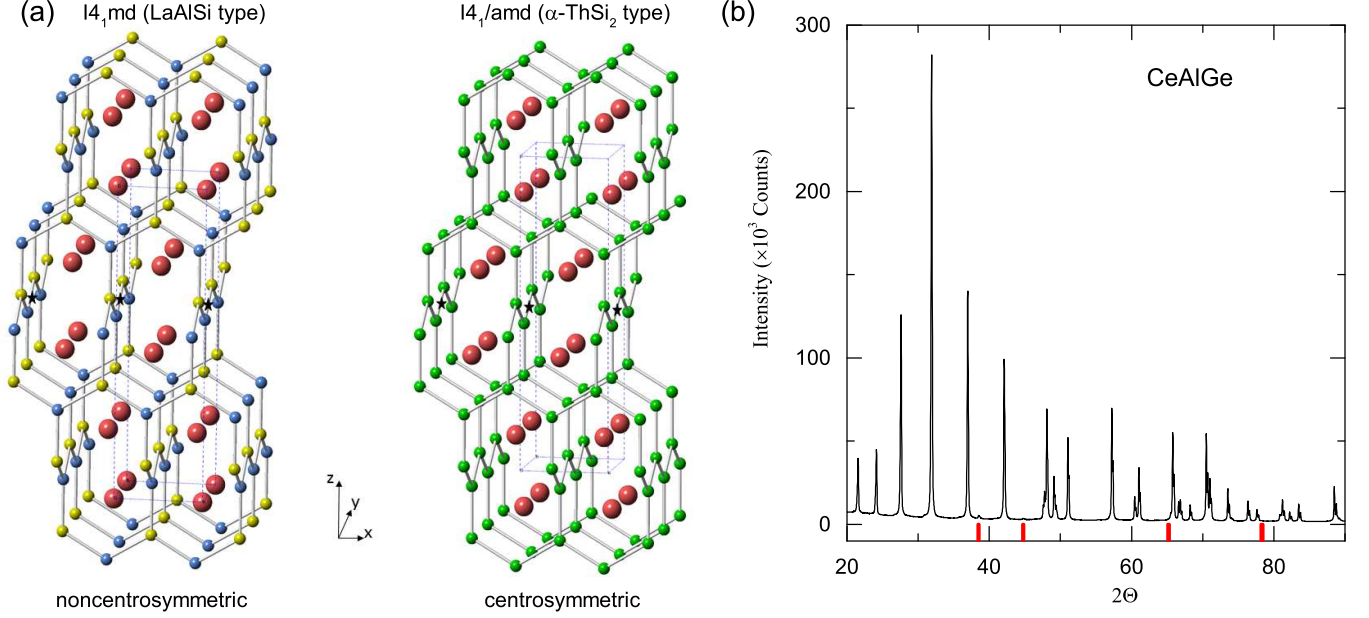 (a)
I4₁md (LaAlSi type)
I4₁/amd (α-ThSi₂ type)
z
y
x
noncentrosymmetric
centrosymmetric
(b)
300
200
100
0
Intensity (×10³ Counts)
CeAlGe
20
40
60
80
2Θ